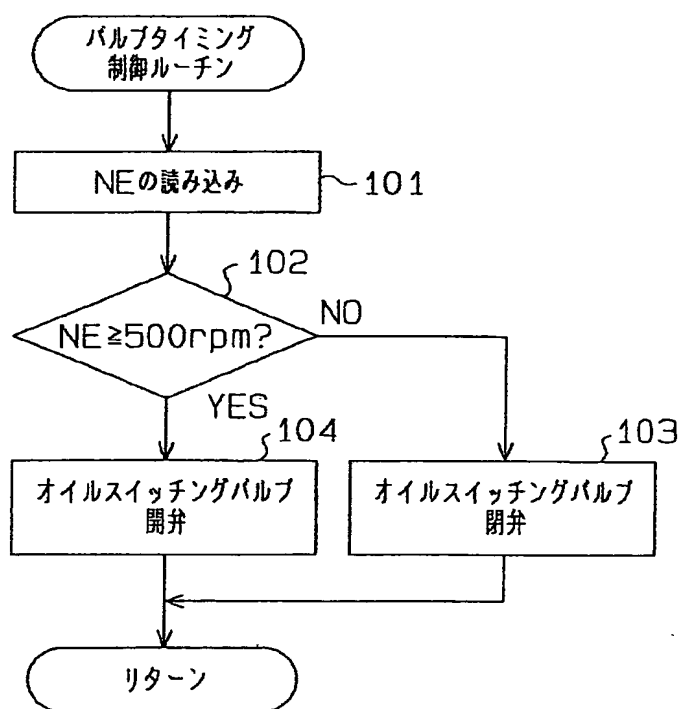 バルブタイミング
制御ルーチン
NEの読み込み
101
102
NE≧500rpm?
NO
YES
104
103
オイルスイッチングバルブ
開弁
オイルスイッチングバルブ
閉弁
リターン